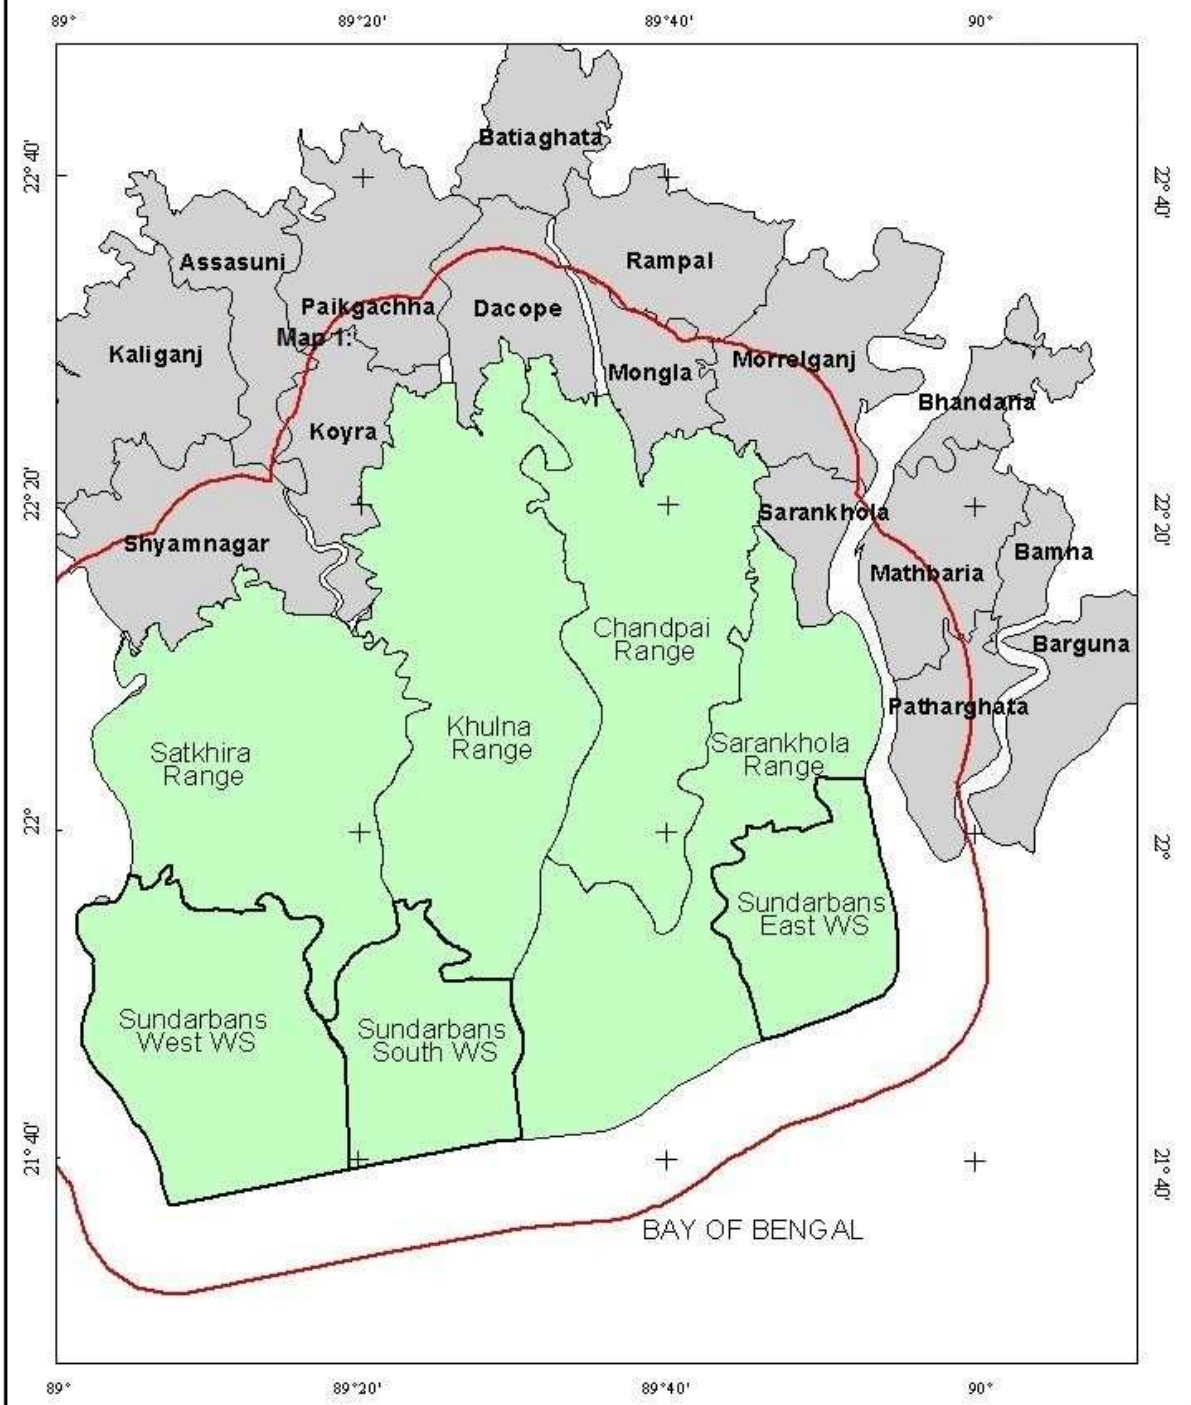 89°
89°20'
89°40'
90°
22°40'
22°40'
Batiaghata
Assasuni
Rampal
Paikgachha
Dacope
Map 1:
Kaliganj
Mongla
Morrelganj
Bhandaria
Koyra
22°20'
22°20'
Sarankhola
Shyamnagar
Mathbaria
Bamna
Chandpai
Range
Barguna
Patharghata
Khulna
Range
Satkhira
Range
Sarankhola
Range
22°
22°
Sundarbans
East WS
Sundarbans
West WS
Sundarbans
South WS
21°40'
21°40'
BAY OF BENGAL
89°
89°20'
89°40'
90°